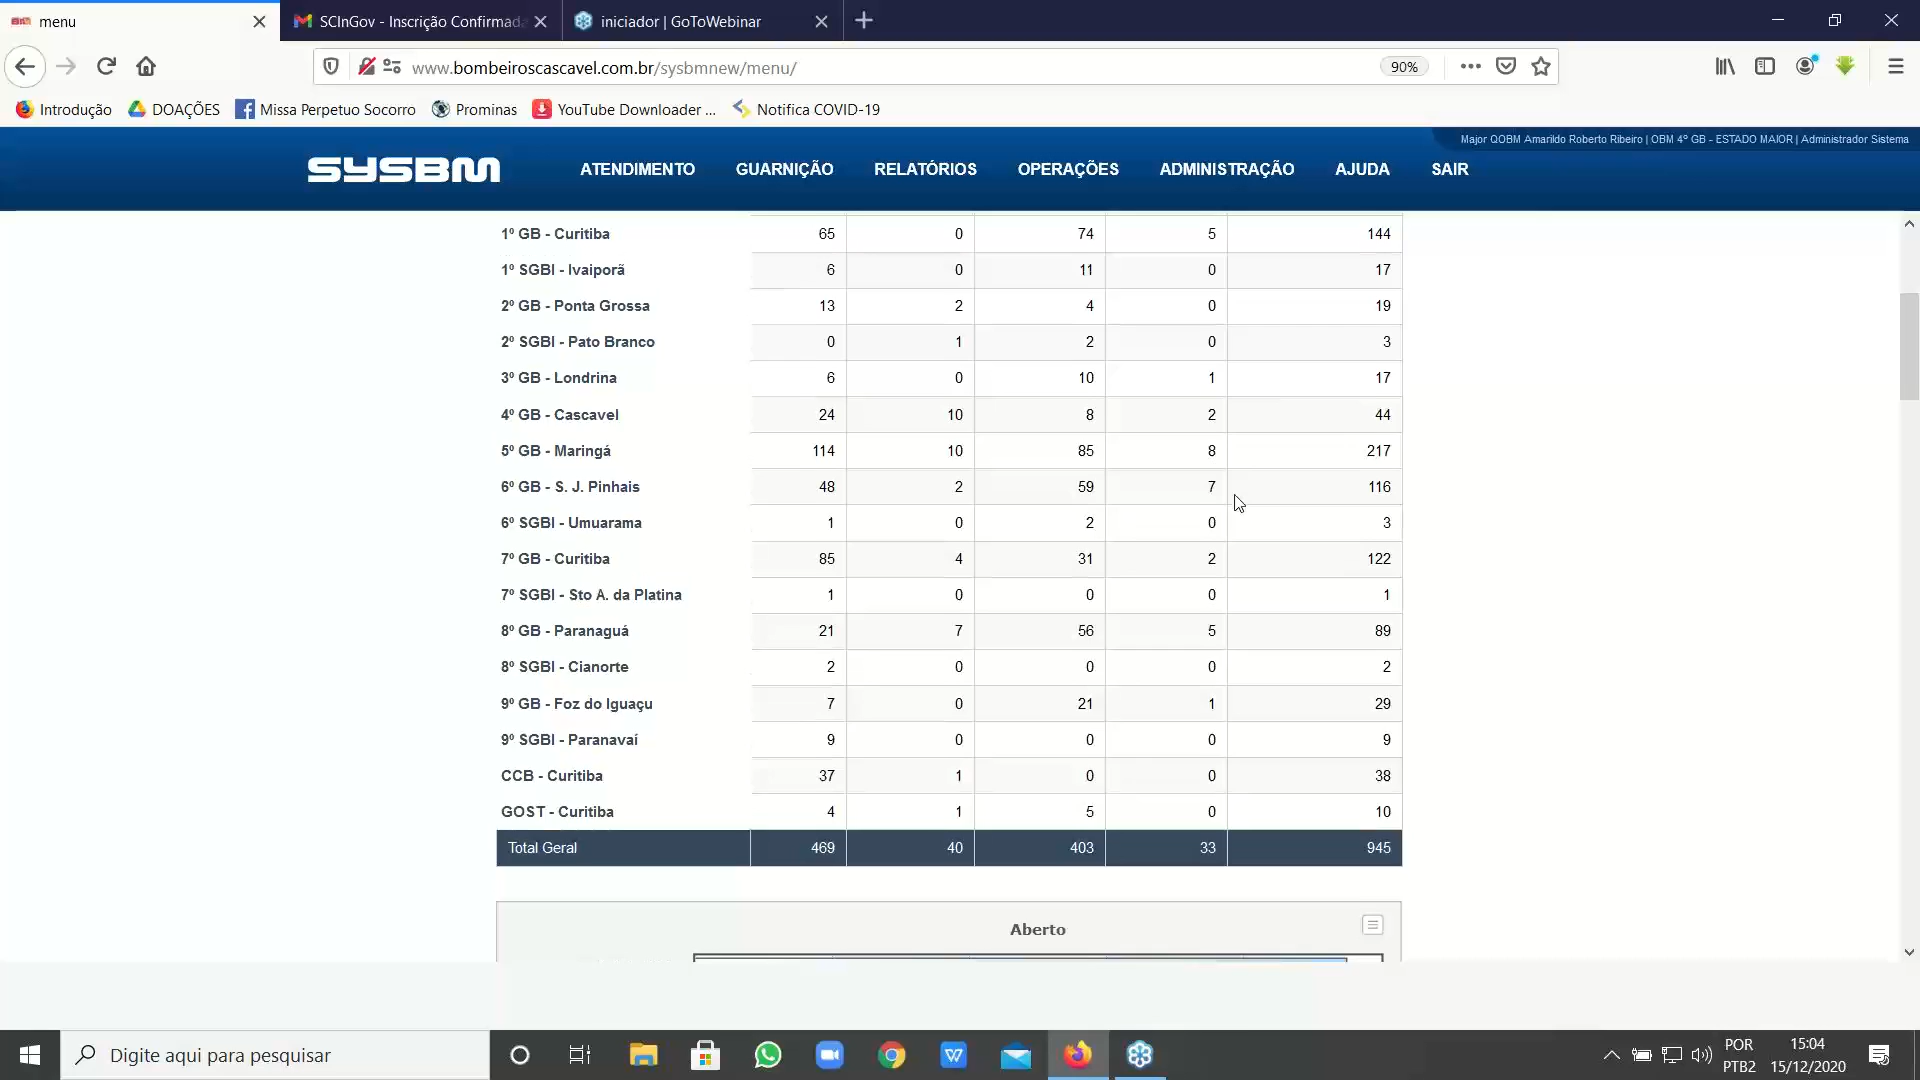 menu
SCInGov - Inscrição Confirmada
iniciador | GoToWebinar
www.bombeiroscascavel.com.br/sysbmnew/menu/
90%
Introdução
DOAÇÕES
Missa Perpetuo Socorro
Prominas
YouTube Downloader ...
Notifica COVID-19
Major QOBM Amarildo Roberto Ribeiro | OBM 4º GB - ESTADO MAIOR | Administrador Sistema
SYSBM
ATENDIMENTO
GUARNIÇÃO
RELATÓRIOS
OPERAÇÕES
ADMINISTRAÇÃO
AJUDA
SAIR
1º GB - Curitiba 65 0 74 5 144
1º SGBI - Ivaiporã 6 0 11 0 17
2º GB - Ponta Grossa 13 2 4 0 19
2º SGBI - Pato Branco 0 1 2 0 3
3º GB - Londrina 6 0 10 1 17
4º GB - Cascavel 24 10 8 2 44
5º GB - Maringá 114 10 85 8 217
6º GB - S. J. Pinhais 48 2 59 7 116
6º SGBI - Umuarama 1 0 2 0 3
7º GB - Curitiba 85 4 31 2 122
7º SGBI - Sto A. da Platina 1 0 0 0 1
8º GB - Paranaguá 21 7 56 5 89
8º SGBI - Cianorte 2 0 0 0 2
9º GB - Foz do Iguaçu 7 0 21 1 29
9º SGBI - Paranavaí 9 0 0 0 9
CCB - Curitiba 37 1 0 0 38
GOST - Curitiba 4 1 5 0 10
Total Geral 469 40 403 33 945
Aberto
Digite aqui para pesquisar
POR
PTB2
15:04
15/12/2020